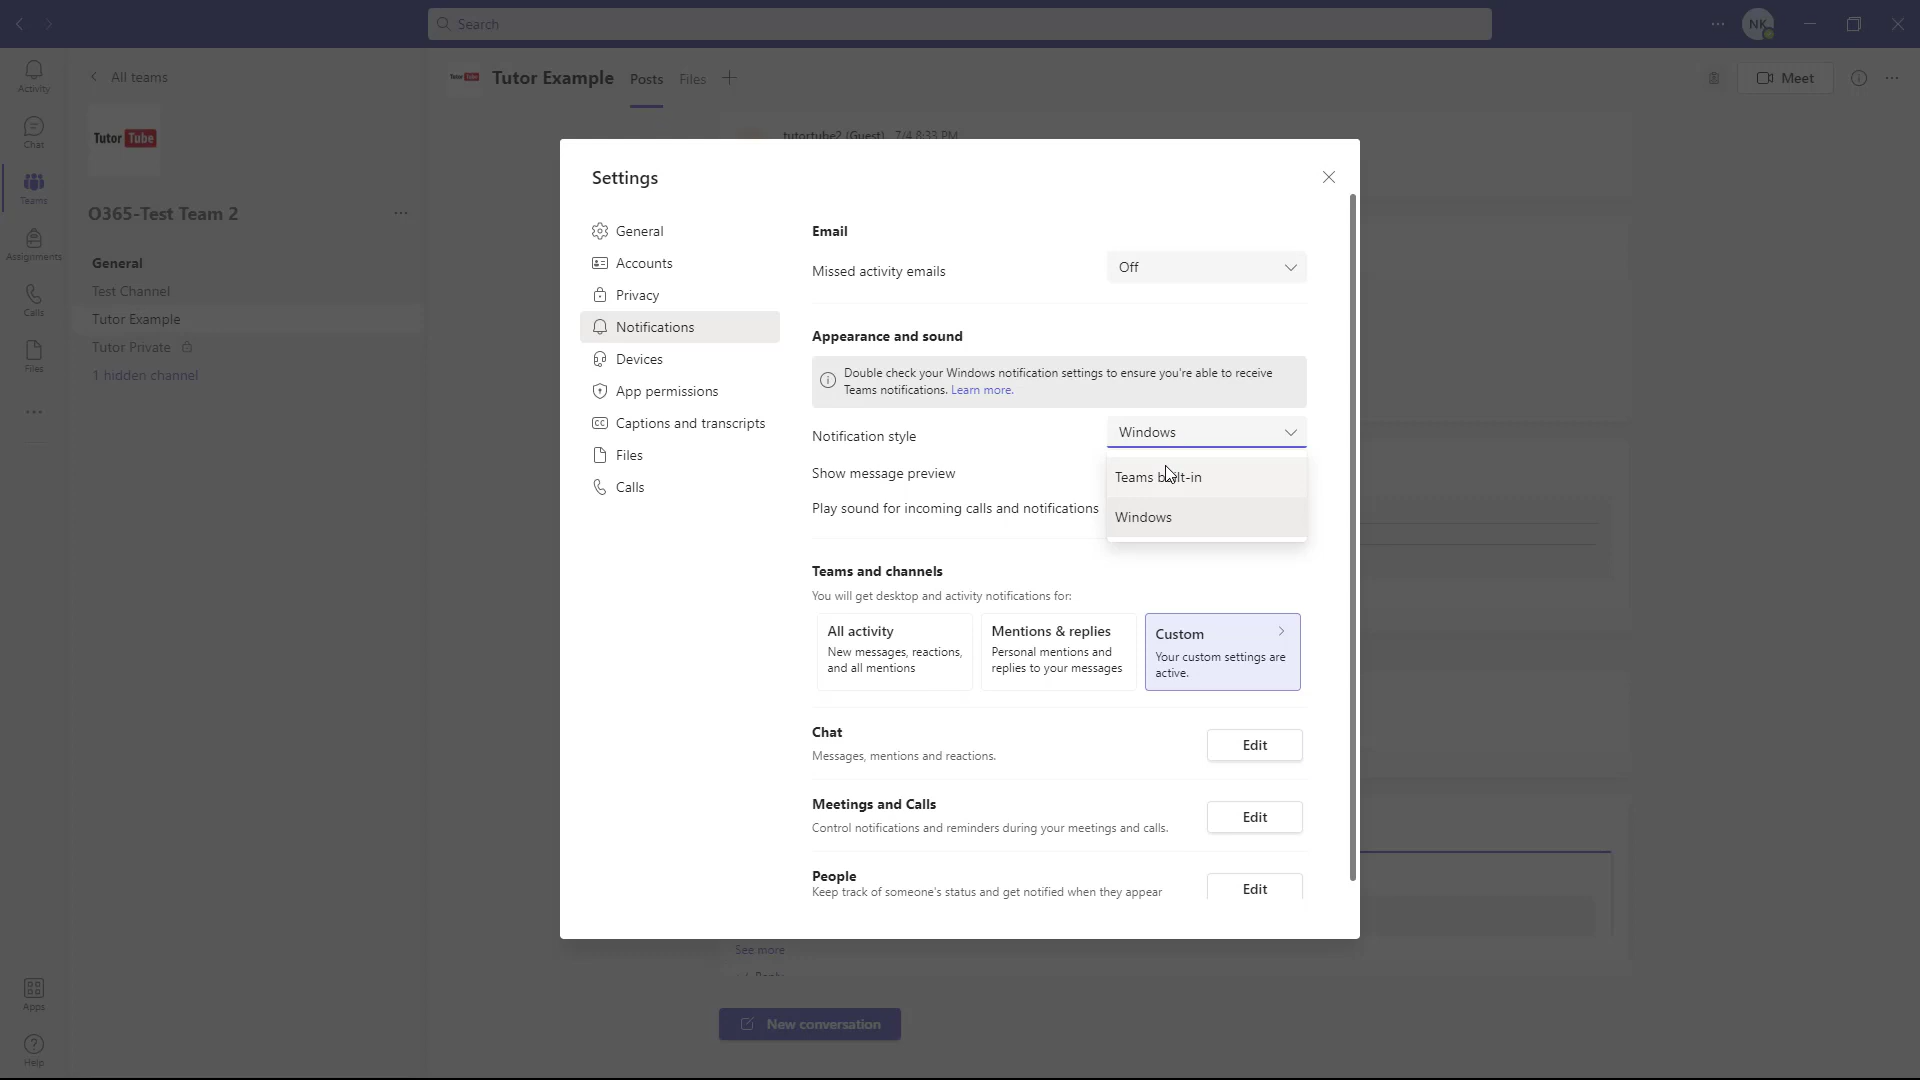 Search
NK
Activity
Chat
Teams
Assignments
Calls
Files
Apps
Help
All teams
Tutor Tube
O365-Test Team 2
General
Test Channel
Tutor Example
Tutor Private
1 hidden channel
Tutor Example
Posts
Files
Meet
tutortube2 (Guest) 7/4 8:33 PM
Settings
General
Accounts
Privacy
Notifications
Devices
App permissions
Captions and transcripts
Files
Calls
Email
Missed activity emails
Off
Appearance and sound
Double check your Windows notification settings to ensure you're able to receive
Teams notifications. Learn more.
Notification style
Windows
Show message preview
Teams built-in
Play sound for incoming calls and notifications
Windows
Teams and channels
You will get desktop and activity notifications for:
All activity
New messages, reactions,
and all mentions
Mentions & replies
Personal mentions and
replies to your messages
Custom
Your custom settings are
active.
Chat
Messages, mentions and reactions.
Edit
Meetings and Calls
Control notifications and reminders during your meetings and calls.
Edit
People
Keep track of someone's status and get notified when they appear
Edit
See more
Reply
New conversation